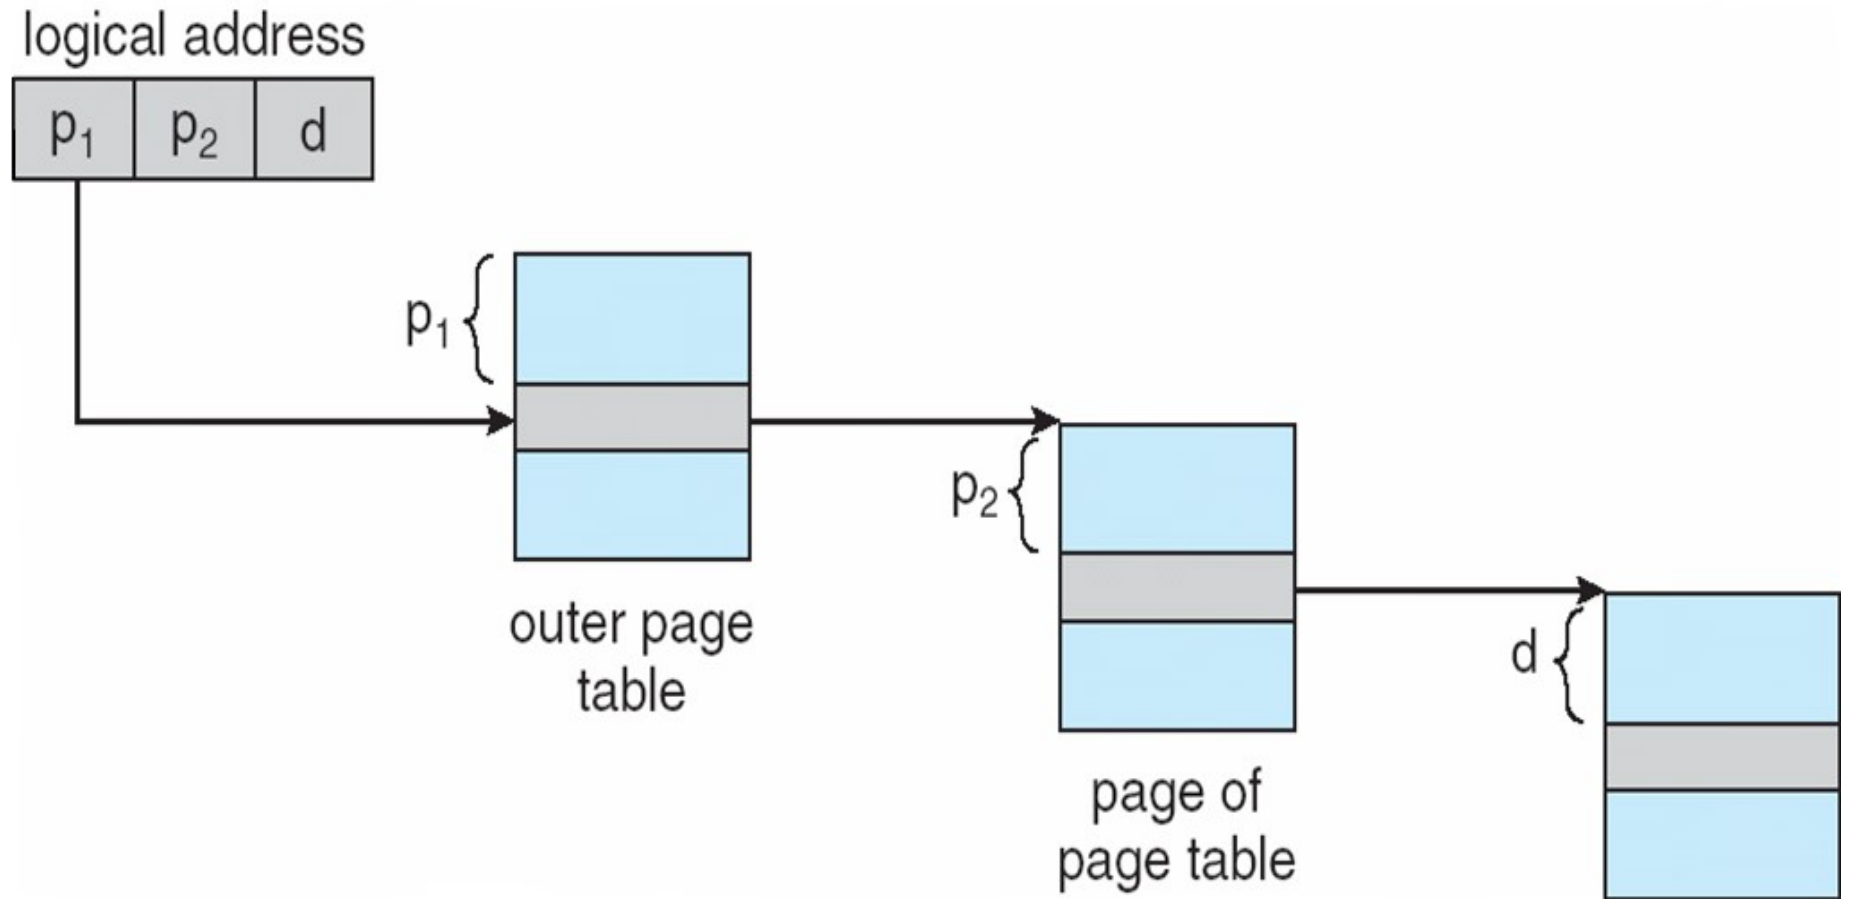 logical address
p₁ p₂ d
p₁
outer page
table
p₂
page of
page table
d